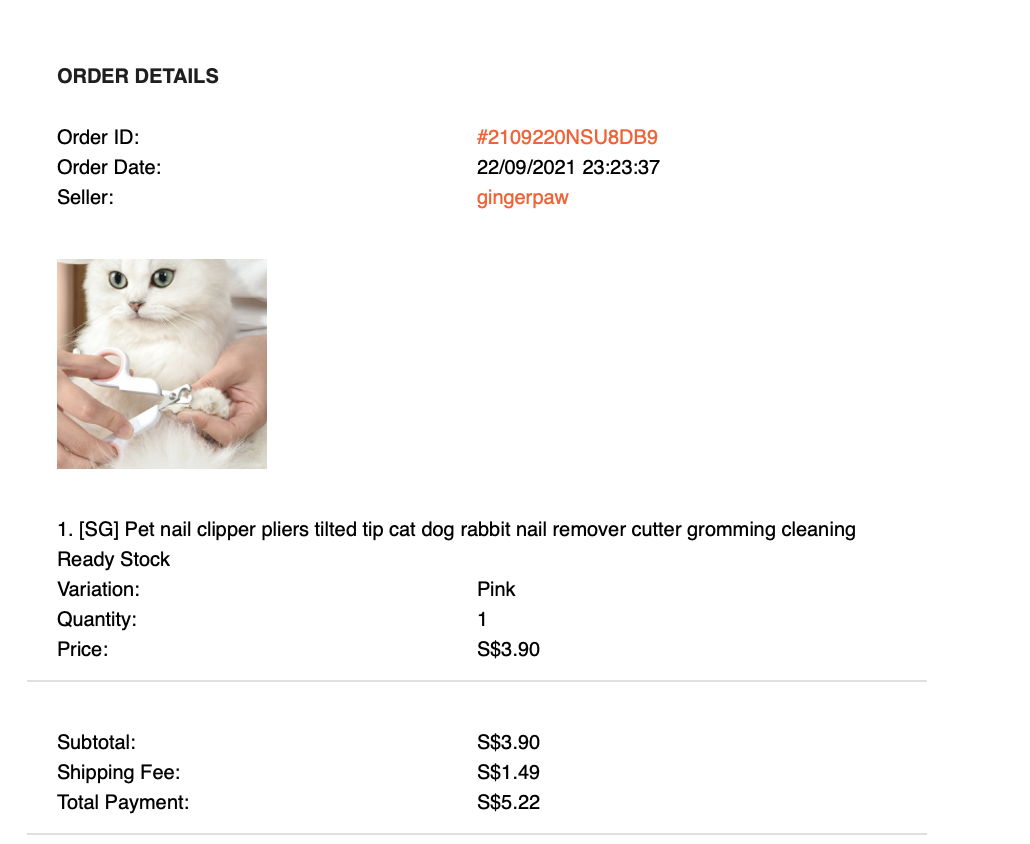 ORDER DETAILS
Order ID: #2109220NSU8DB9
Order Date: 22/09/2021 23:23:37
Seller: gingerpaw
1. [SG] Pet nail clipper pliers tilted tip cat dog rabbit nail remover cutter gromming cleaning
Ready Stock
Variation: Pink
Quantity: 1
Price: S$3.90
Subtotal: S$3.90
Shipping Fee: S$1.49
Total Payment: S$5.22